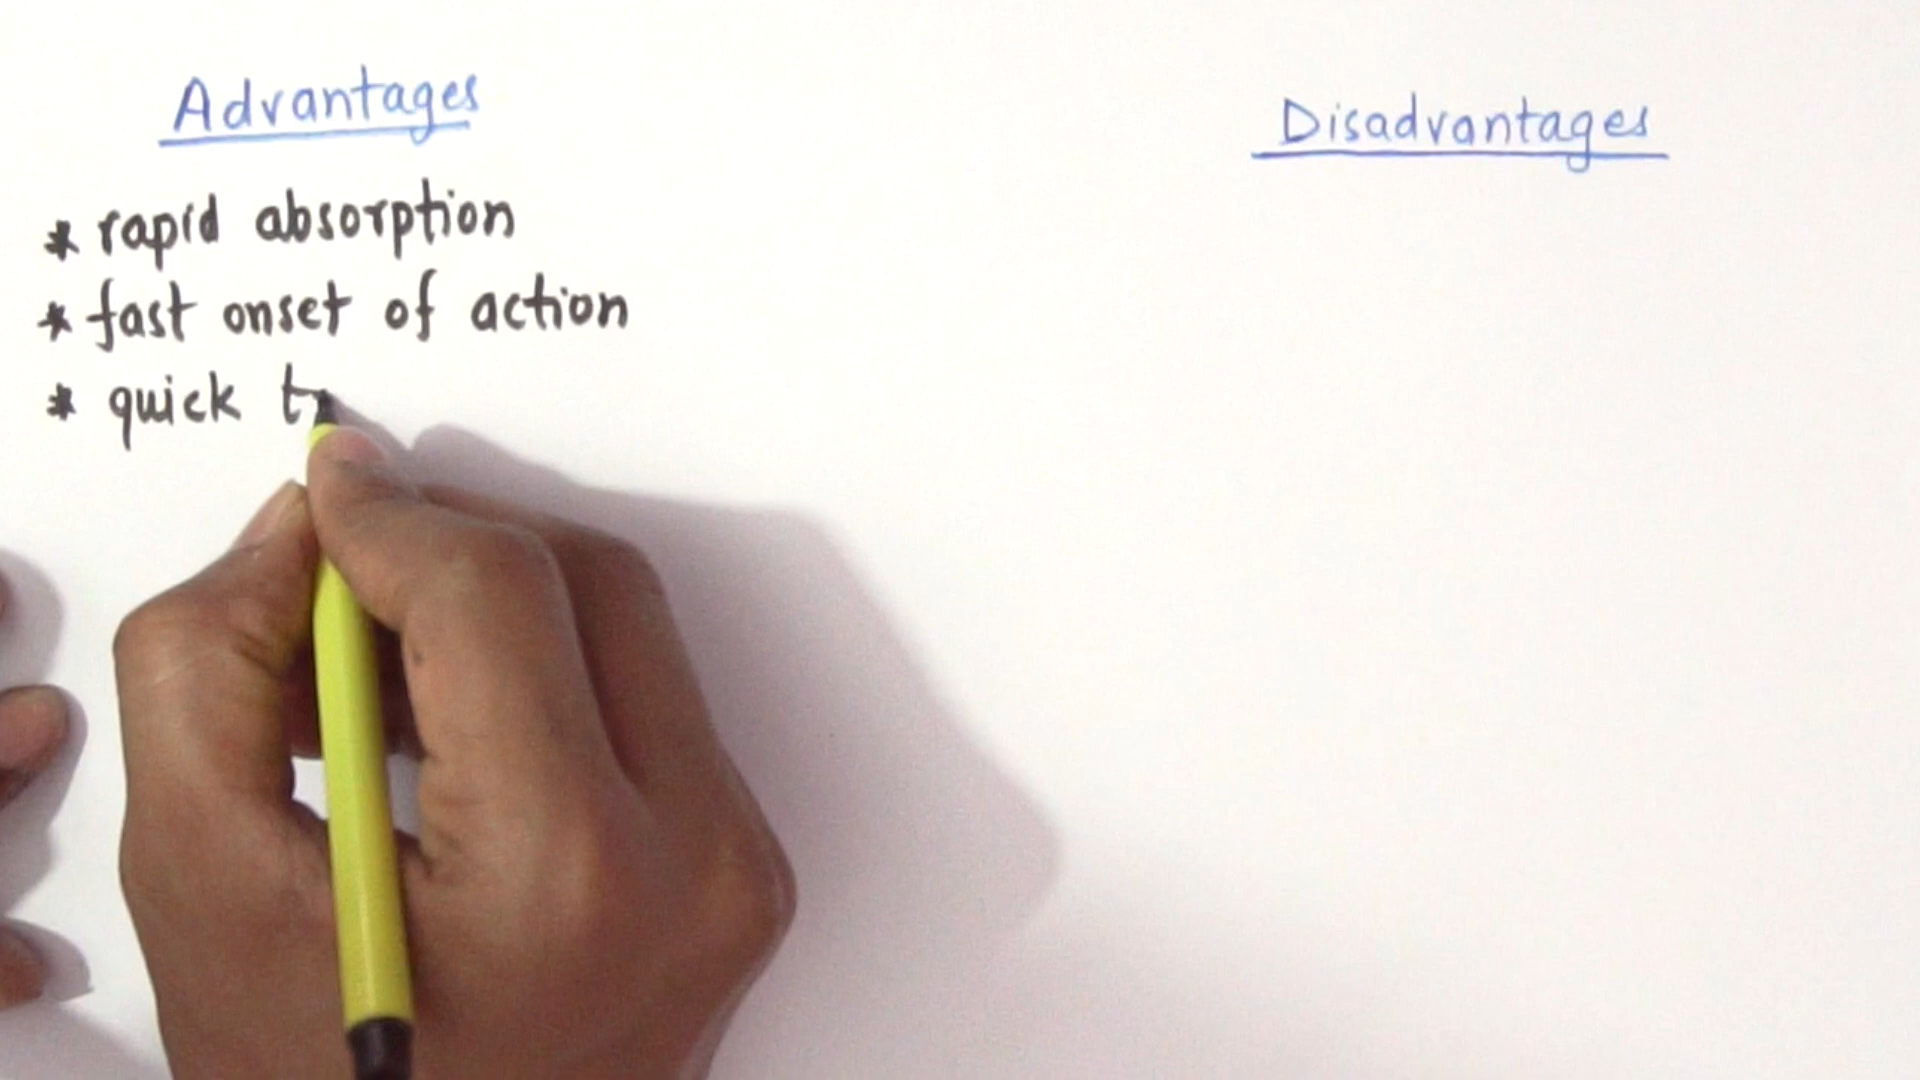 Advantages
Disadvantages
* rapid absorption
* fast onset of action
* quick